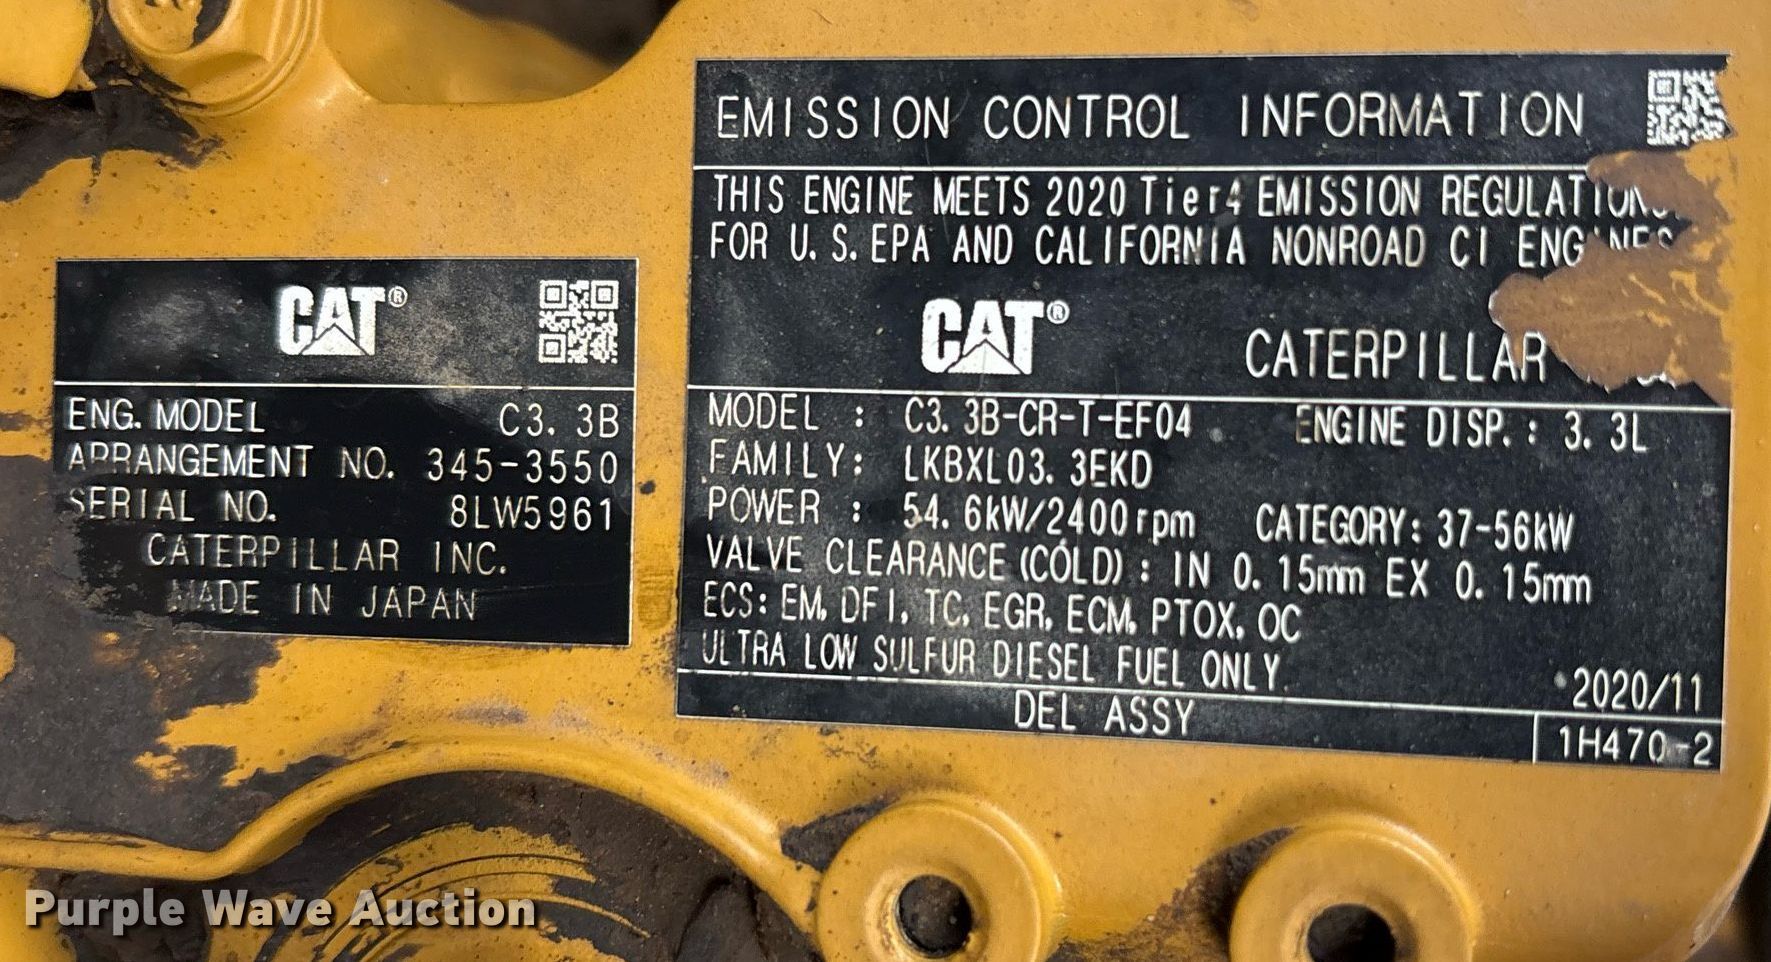 CAT®
ENG. MODEL C3.3B
ARRANGEMENT NO. 345-3550
SERIAL NO. 8LW5961
CATERPILLAR INC.
MADE IN JAPAN
EMISSION CONTROL INFORMATION
THIS ENGINE MEETS 2020 Tier4 EMISSION REGULATIONS
FOR U.S.EPA AND CALIFORNIA NONROAD CI ENGINES
CAT® CATERPILLAR
MODEL : C3.3B-CR-T-EF04 ENGINE DISP.: 3.3L
FAMILY: LKBXL03.3EKD
POWER : 54.6kW/2400rpm CATEGORY: 37-56kW
VALVE CLEARANCE (COLD): IN 0.15mm EX 0.15mm
ECS: EM, DFI, TC, EGR, ECM, PTOX, OC
ULTRA LOW SULFUR DIESEL FUEL ONLY
2020/11
DEL ASSY
1H470-2
Purple Wave Auction